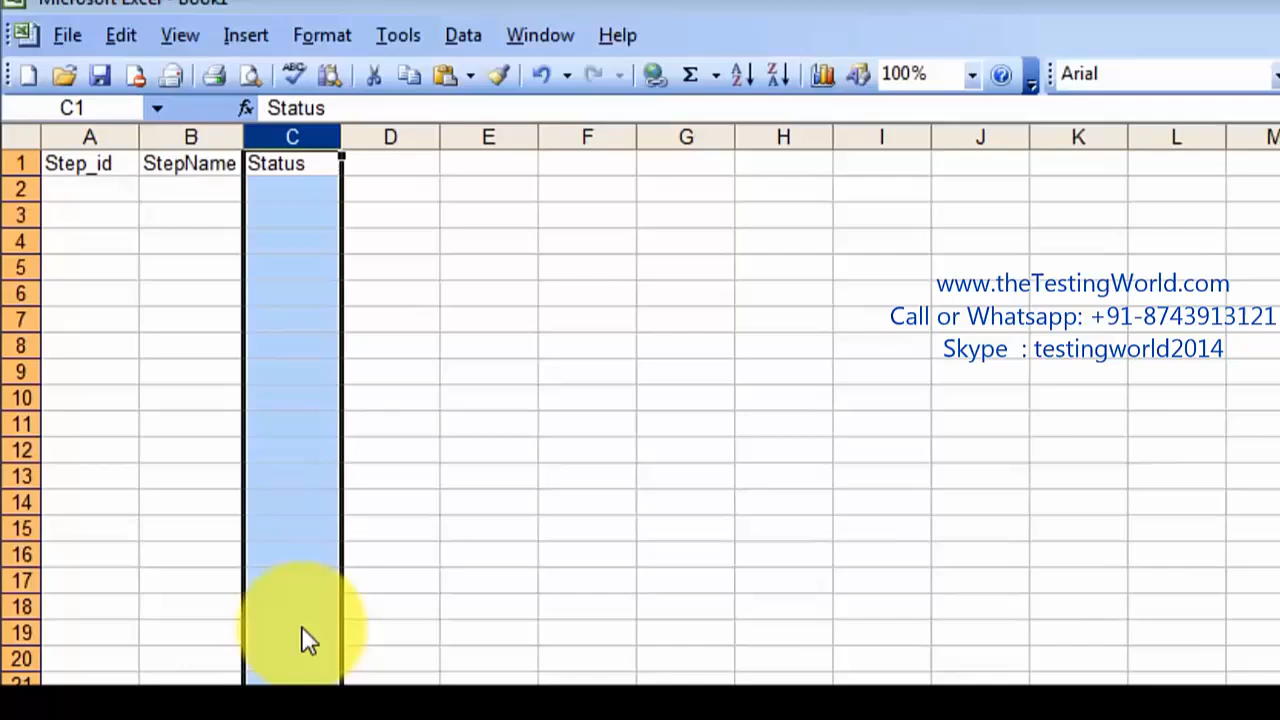 Microsoft Excel - Book1
File Edit View Insert Format Tools Data Window Help
100% Arial
C1 fx Status
A B C D E F G H I J K L M
1 Step_id StepName Status
2
3
4
5
6
7
8
9
10
11
12
13
14
15
16
17
18
19
20
21
www.theTestingWorld.com
Call or Whatsapp: +91-8743913121
Skype : testingworld2014